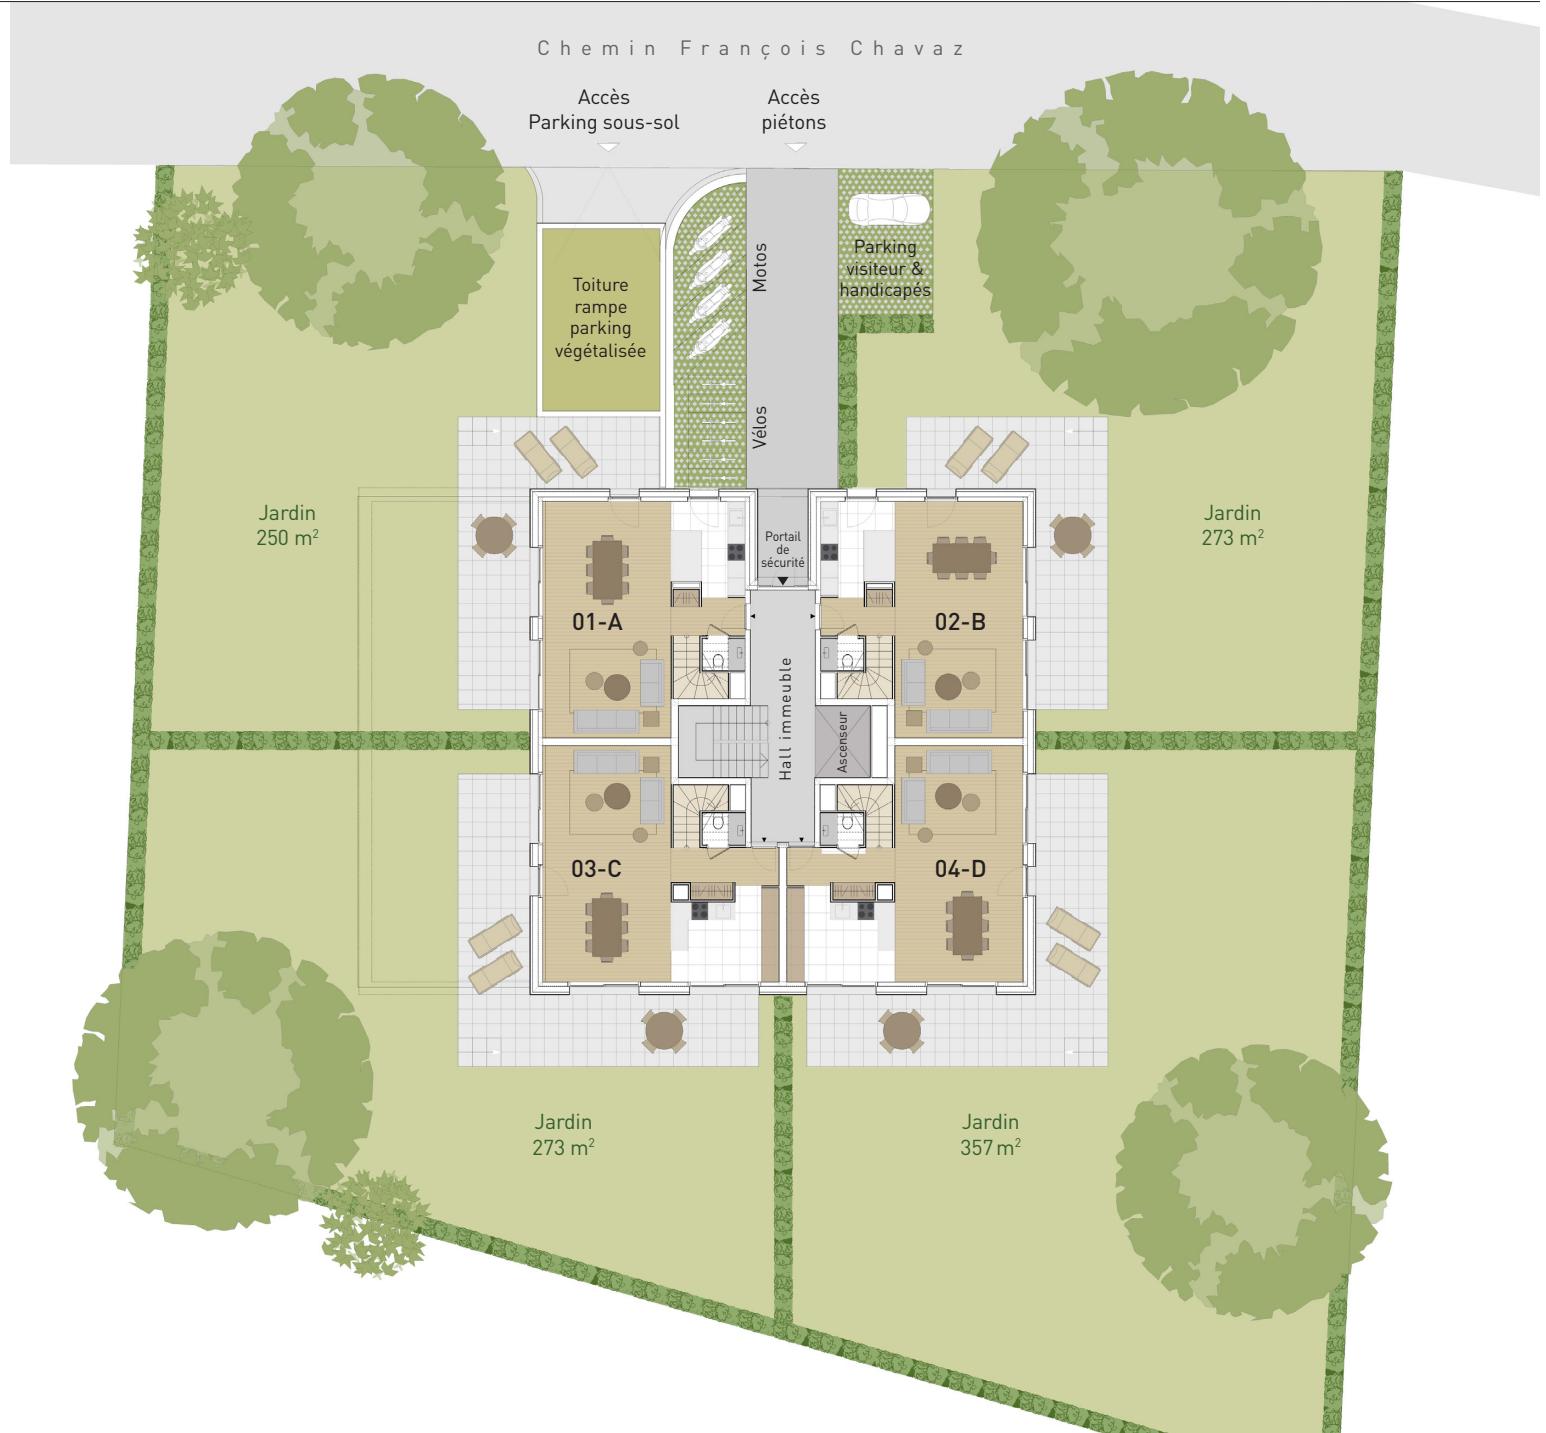 Chemin François Chavaz
Accès
Parking sous-sol
Accès
piétons
Toiture
rampe
parking
végétalisée
Motos
Vélos
Parking
visiteur &
handicapés
Jardin
250 m²
Jardin
273 m²
Portail
de
sécurité
01-A
02-B
Hall immeuble
Ascenseur
03-C
04-D
Jardin
273 m²
Jardin
357 m²